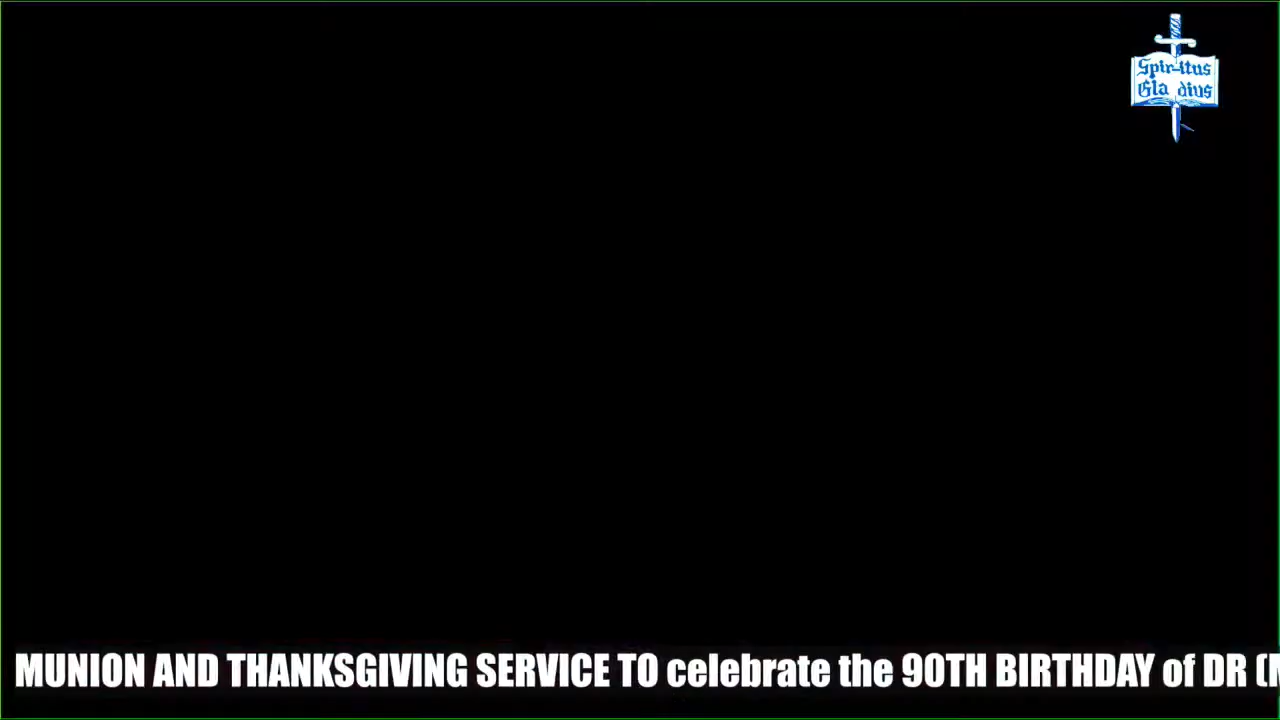 Spiritus
Gladius
MUNION AND THANKSGIVING SERVICE TO celebrate the 90TH BIRTHDAY of DR (